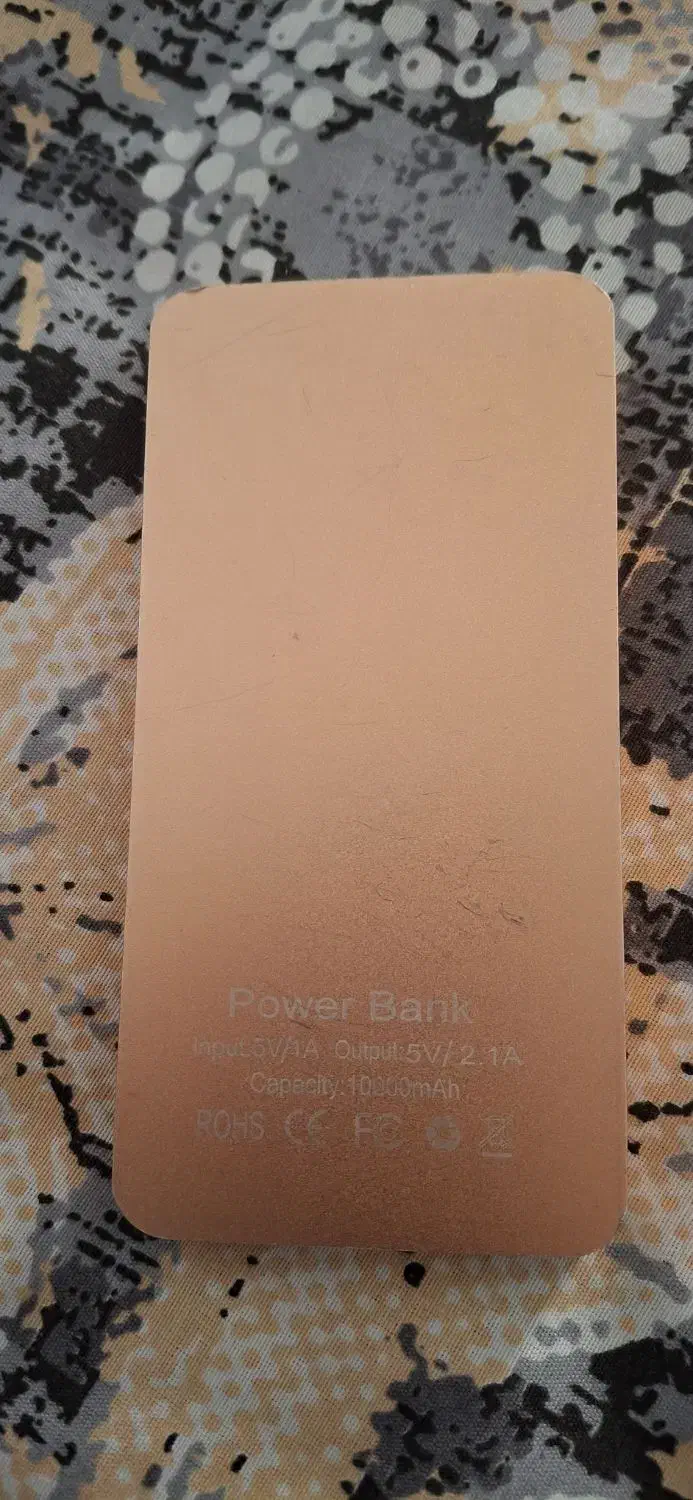 Power Bank
Input:5V/1A Output:5V/2.1A
Capacity:10000mAh
ROHS CE FC